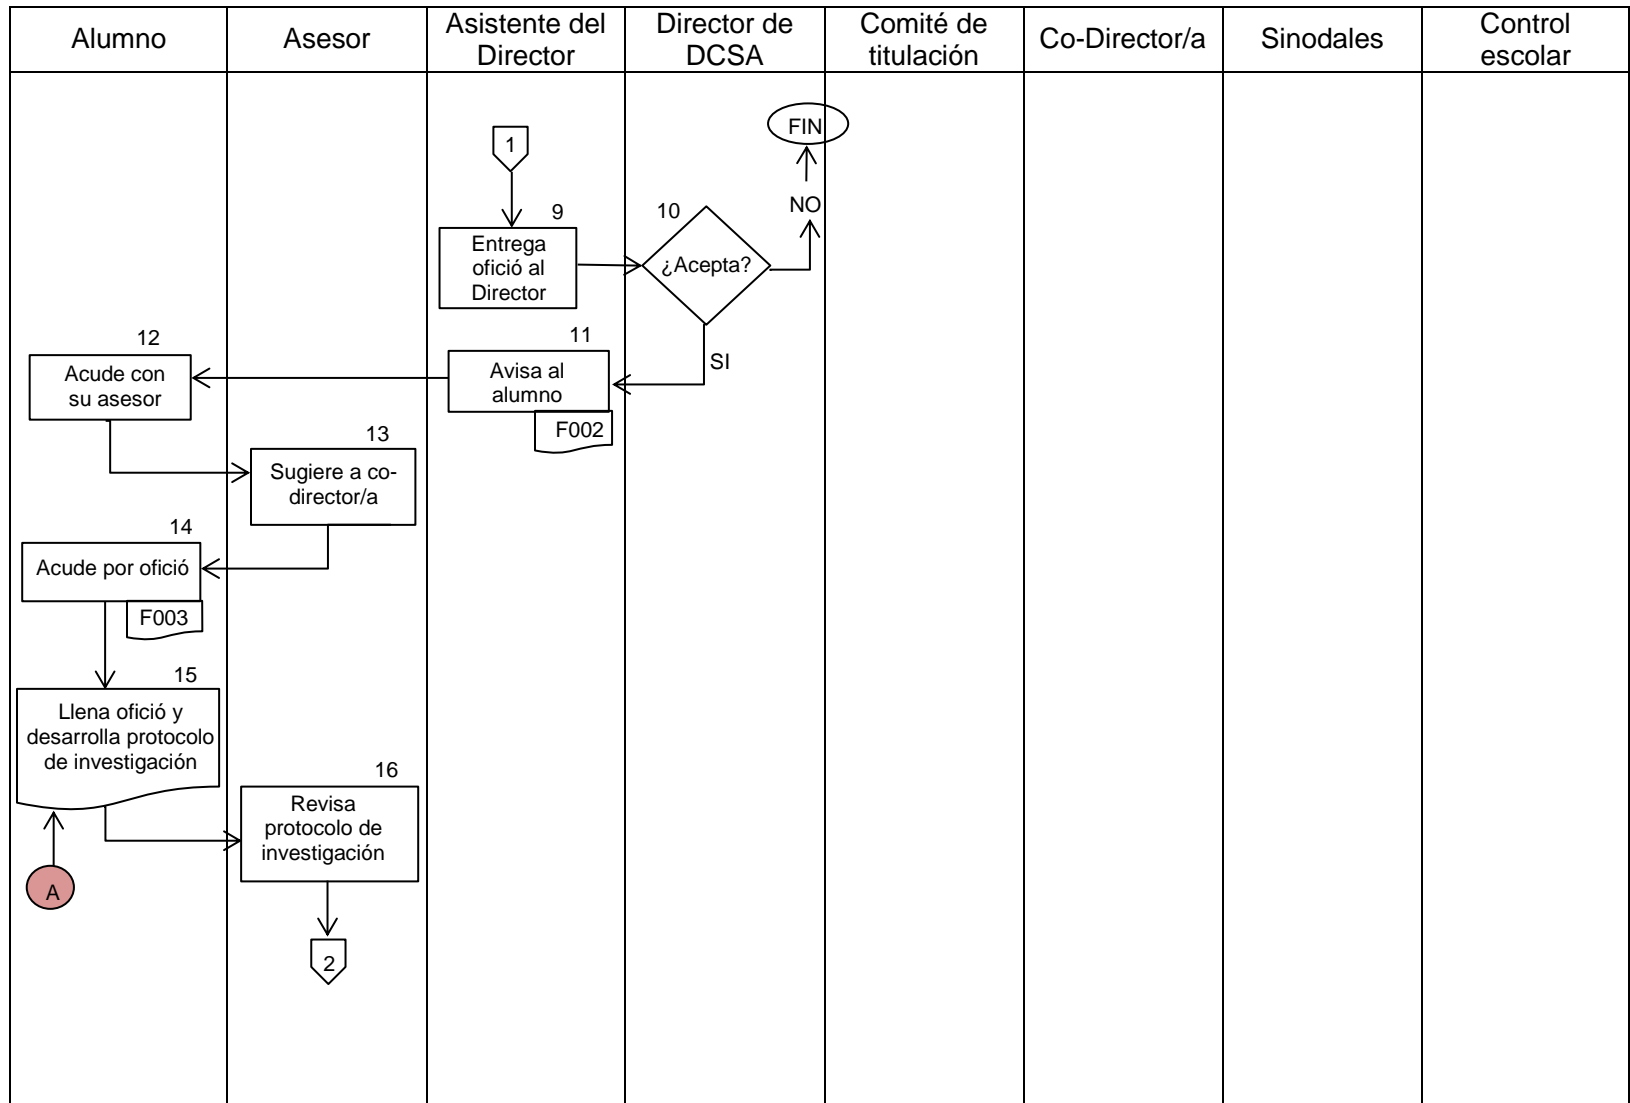 Alumno
Asesor
Asistente del
Director
Director de
DCSA
Comité de
titulación
Co-Director/a
Sinodales
Control
escolar
FIN
1
NO
9
Entrega
ofició al
Director
10
¿Acepta?
SI
11
Avisa al
alumno
F002
12
Acude con
su asesor
13
Sugiere a co-
director/a
14
Acude por ofició
F003
15
Llena ofició y
desarrolla protocolo
de investigación
16
Revisa
protocolo de
investigación
A
2